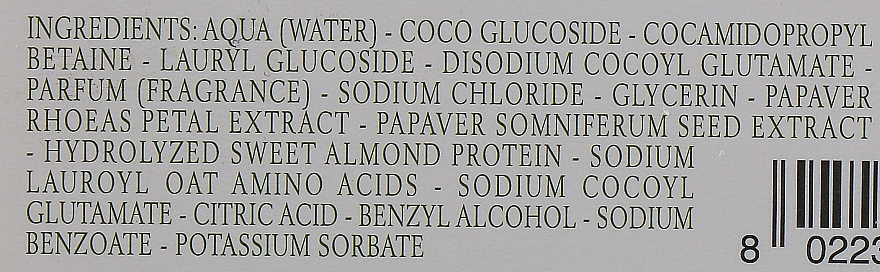 INGREDIENTS: AQUA (WATER) - COCO GLUCOSIDE - COCAMIDOPROPYL
BETAINE - LAURYL GLUCOSIDE - DISODIUM COCOYL GLUTAMATE -
PARFUM (FRAGRANCE) - SODIUM CHLORIDE - GLYCERIN - PAPAVER
RHOEAS PETAL EXTRACT - PAPAVER SOMNIFERUM SEED EXTRACT
- HYDROLYZED SWEET ALMOND PROTEIN - SODIUM
LAUROYL OAT AMINO ACIDS - SODIUM COCOYL
GLUTAMATE - CITRIC ACID - BENZYL ALCOHOL - SODIUM
BENZOATE - POTASSIUM SORBATE
8 0223